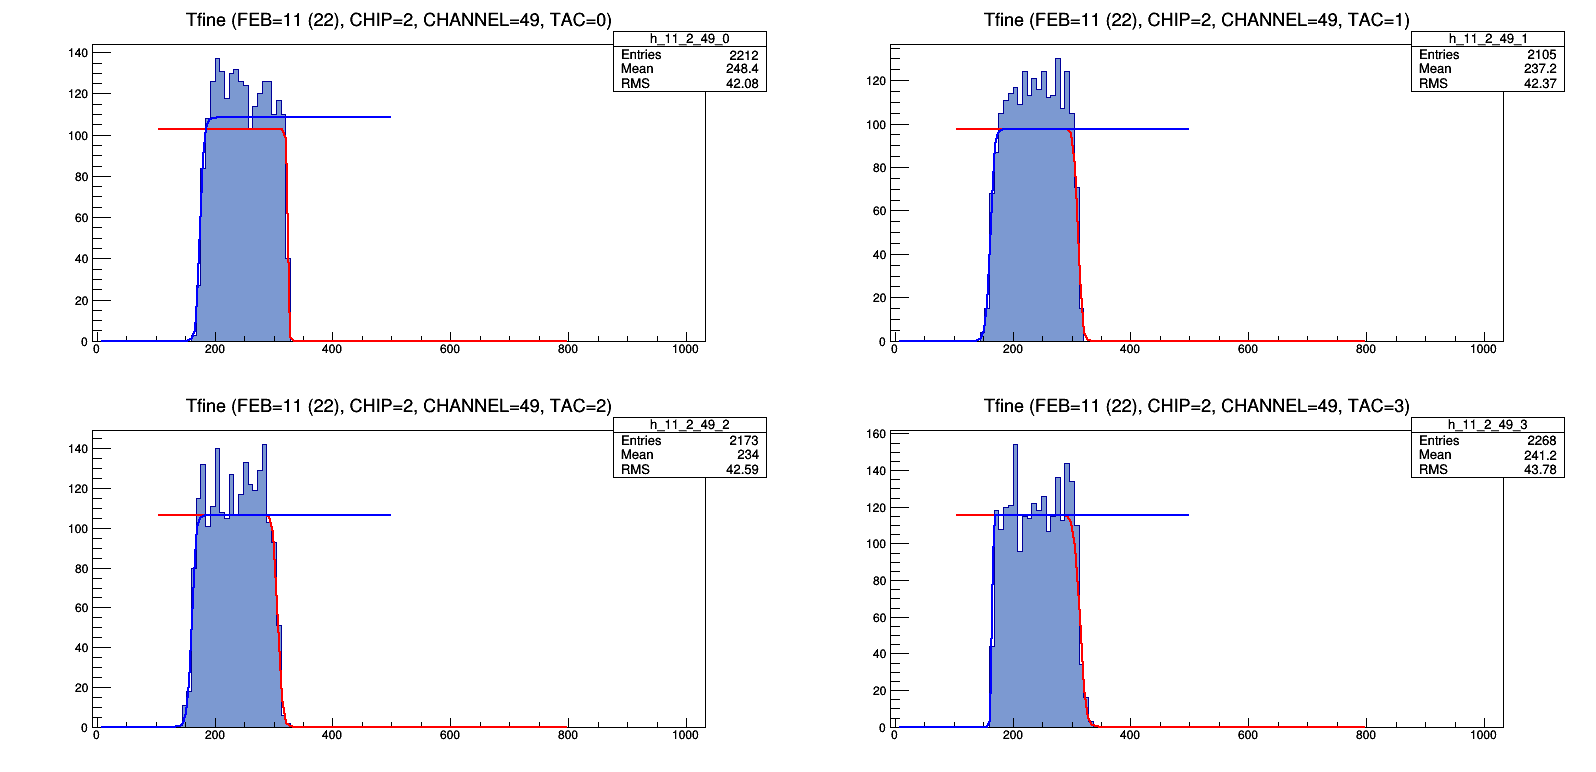 Tfine (FEB=11 (22), CHIP=2, CHANNEL=49, TAC=0)
h_11_2_49_0
Entries 2212
Mean 248.4
RMS 42.08
140
120
100
80
60
40
20
0
0 200 400 600 800 1000
Tfine (FEB=11 (22), CHIP=2, CHANNEL=49, TAC=1)
h_11_2_49_1
Entries 2105
Mean 237.2
RMS 42.37
120
100
80
60
40
20
0
0 200 400 600 800 1000
Tfine (FEB=11 (22), CHIP=2, CHANNEL=49, TAC=2)
h_11_2_49_2
Entries 2173
Mean 234
RMS 42.59
140
120
100
80
60
40
20
0
0 200 400 600 800 1000
Tfine (FEB=11 (22), CHIP=2, CHANNEL=49, TAC=3)
h_11_2_49_3
Entries 2268
Mean 241.2
RMS 43.78
160
140
120
100
80
60
40
20
0
0 200 400 600 800 1000